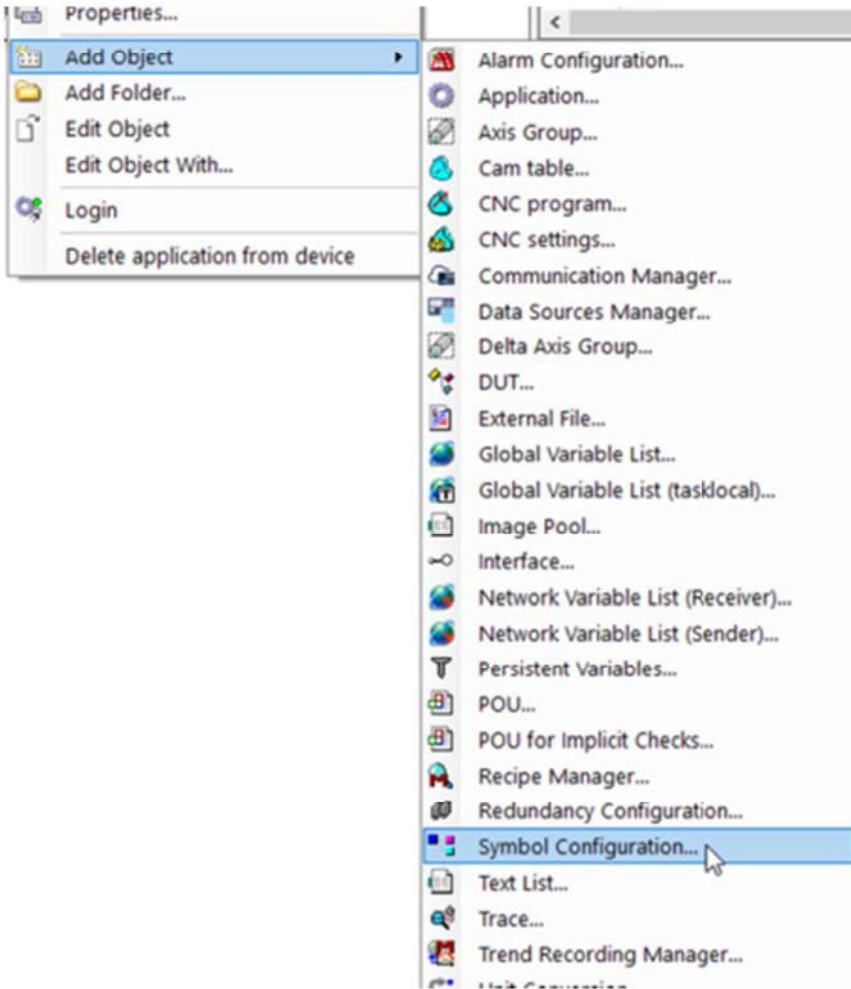 Properties...
Add Object
Add Folder...
Edit Object
Edit Object With...
Login
Delete application from device
Alarm Configuration...
Application...
Axis Group...
Cam table...
CNC program...
CNC settings...
Communication Manager...
Data Sources Manager...
Delta Axis Group...
DUT...
External File...
Global Variable List...
Global Variable List (tasklocal)...
Image Pool...
Interface...
Network Variable List (Receiver)...
Network Variable List (Sender)...
Persistent Variables...
POU...
POU for Implicit Checks...
Recipe Manager...
Redundancy Configuration...
Symbol Configuration...
Text List...
Trace...
Trend Recording Manager...